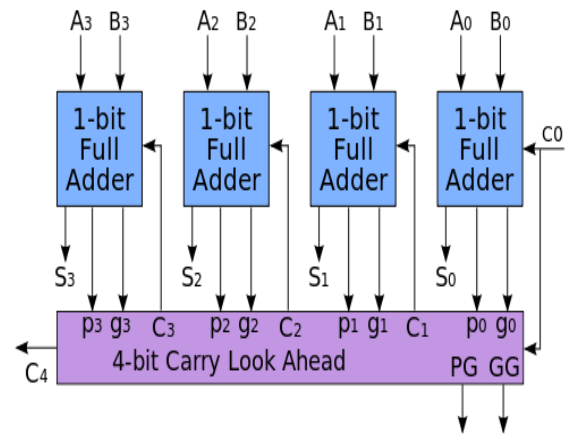 A3 B3 A2 B2 A1 B1 A0 B0
1-bit Full Adder
1-bit Full Adder
1-bit Full Adder
1-bit Full Adder
C0
S3 S2 S1 S0
p3 g3 C3 p2 g2 C2 p1 g1 C1 p0 g0
4-bit Carry Look Ahead PG GG
C4